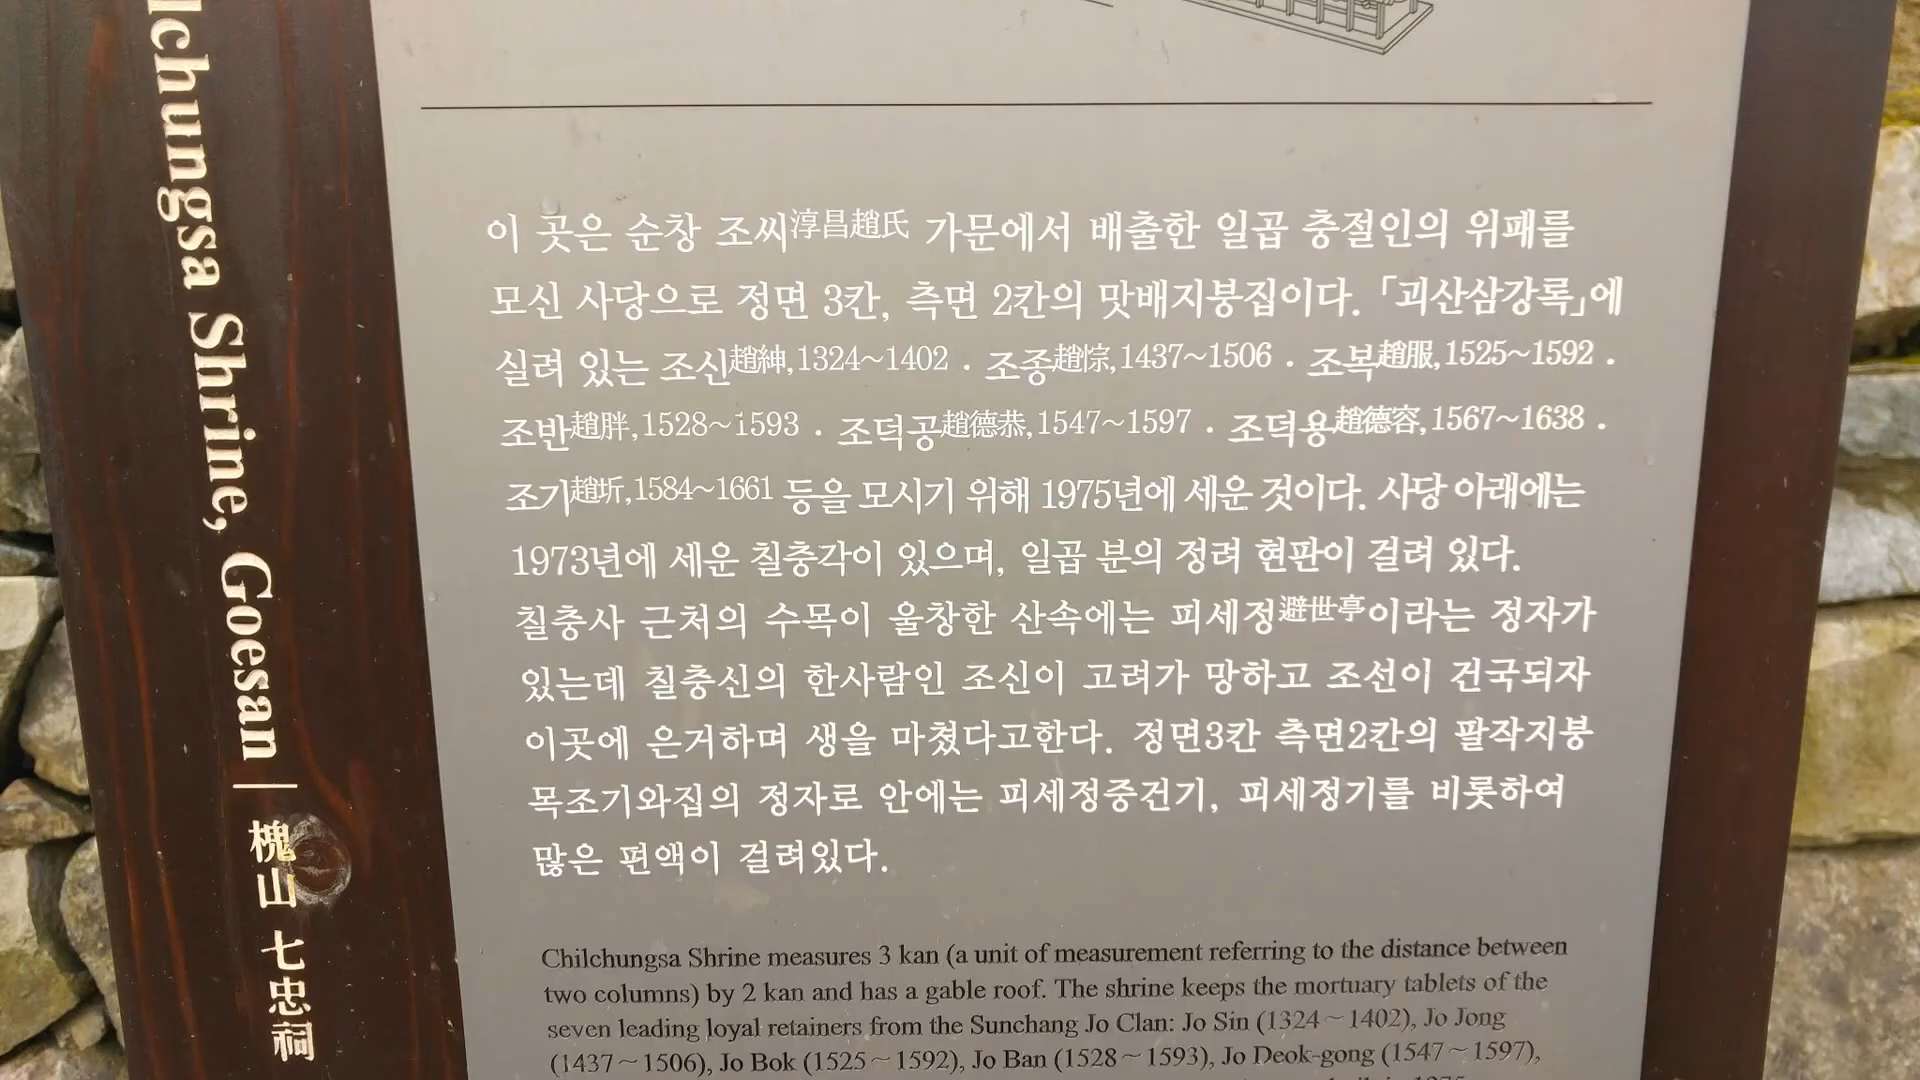 lchungsa Shrine, Goesan | 槐山 七忠祠
이 곳은 순창 조씨淳昌趙氏 가문에서 배출한 일곱 충절인의 위패를
모신 사당으로 정면 3칸, 측면 2칸의 맛배지붕집이다. 「괴산삼강록」에
실려 있는 조신趙紳, 1324~1402 · 조종趙悰, 1437~1506 · 조복趙服, 1525~1592 ·
조반趙胖, 1528~1593 · 조덕공趙德恭, 1547~1597 · 조덕용趙德容, 1567~1638 ·
조기趙圻, 1584~1661 등을 모시기 위해 1975년에 세운 것이다. 사당 아래에는
1973년에 세운 칠충각이 있으며, 일곱 분의 정려 현판이 걸려 있다.
칠충사 근처의 수목이 울창한 산속에는 피세정避世亭이라는 정자가
있는데 칠충신의 한사람인 조신이 고려가 망하고 조선이 건국되자
이곳에 은거하며 생을 마쳤다고한다. 정면3칸 측면2칸의 팔작지붕
목조기와집의 정자로 안에는 피세정중건기, 피세정기를 비롯하여
많은 편액이 걸려있다.
Chilchungsa Shrine measures 3 kan (a unit of measurement referring to the distance between
two columns) by 2 kan and has a gable roof. The shrine keeps the mortuary tablets of the
seven leading loyal retainers from the Sunchang Jo Clan: Jo Sin (1324~1402), Jo Jong
(1437~1506), Jo Bok (1525~1592), Jo Ban (1528~1593), Jo Deok-gong (1547~1597),